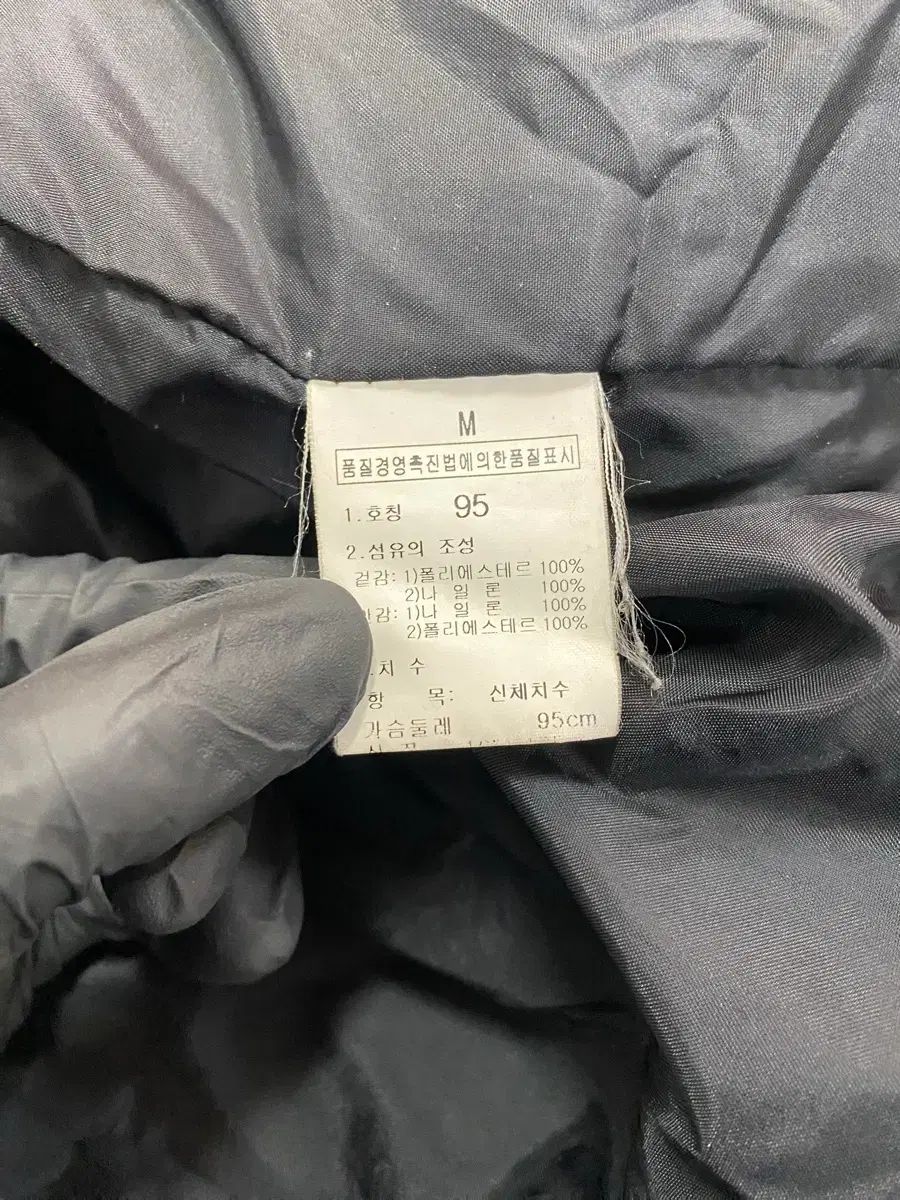 M
품질경영촉진법에의한품질표시
1.호칭 95
2.섬유의 조성
겉감: 1)폴리에스테르 100%
2)나 일 론 100%
감: 1)나 일 론 100%
2)폴리에스테르 100%
치 수
항 목: 신체치수
가슴둘레 95cm